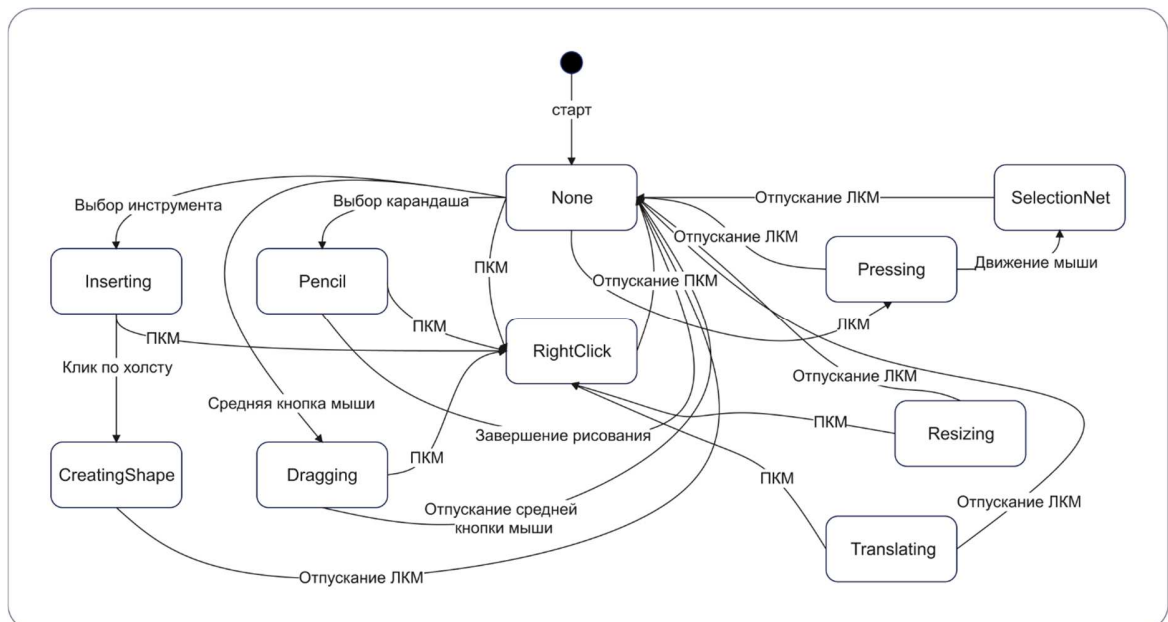 старт
None
SelectionNet
Отпускание ЛКМ
Выбор инструмента
Выбор карандаша
Отпускание ЛКМ
Движение мыши
Inserting
Pencil
ПКМ
Отпускание ПКМ
Pressing
ПКМ
ПКМ
ЛКМ
RightClick
Клик по холсту
Отпускание ЛКМ
Средняя кнопка мыши
ПКМ
Завершение рисования
Resizing
ПКМ
CreatingShape
Dragging
ПКМ
Отпускание средней
кнопки мыши
Отпускание ЛКМ
Translating
Отпускание ЛКМ